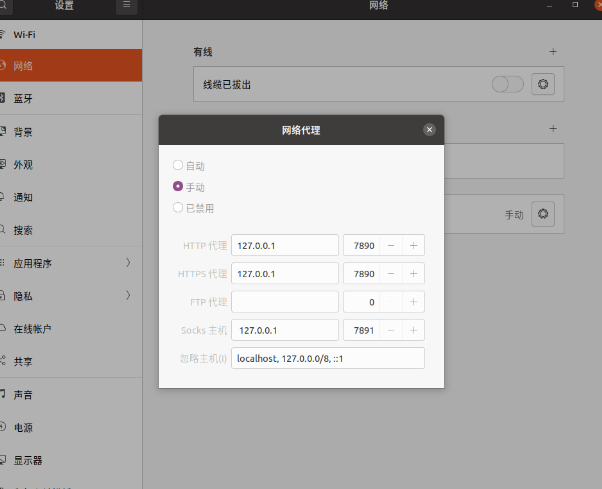 设置
网络
Wi-Fi
网络
蓝牙
背景
外观
通知
搜索
应用程序
隐私
在线帐户
共享
声音
电源
显示器
有线
线缆已拔出
手动
网络代理
自动
手动
已禁用
HTTP 代理 127.0.0.1 7890
HTTPS 代理 127.0.0.1 7890
FTP 代理 0
Socks 主机 127.0.0.1 7891
忽略主机(I) localhost, 127.0.0.0/8, ::1